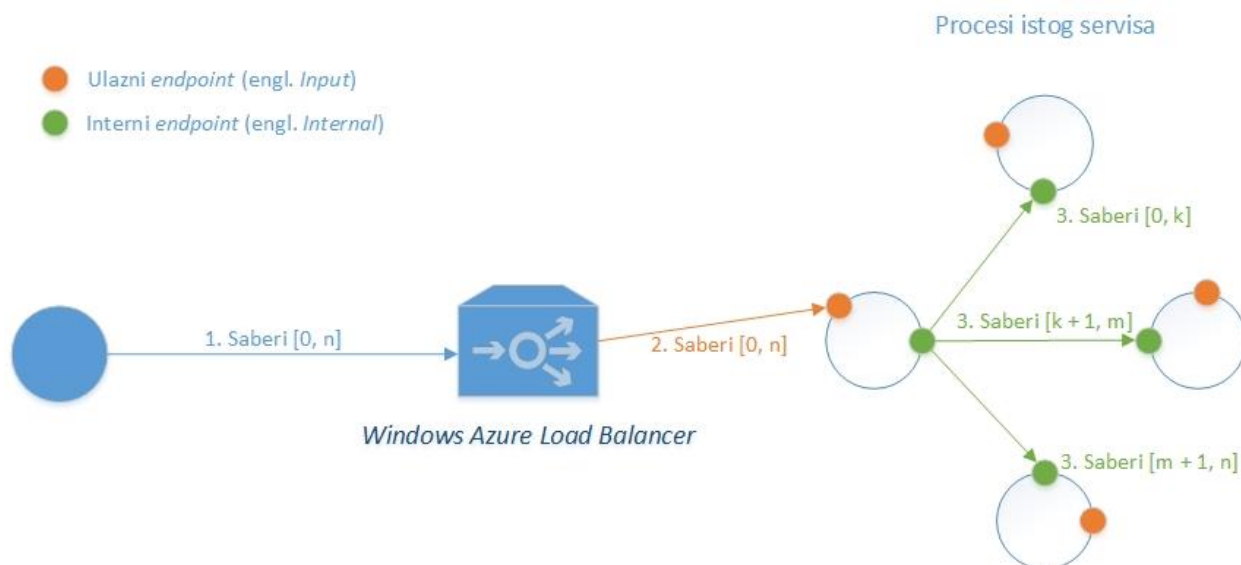 Procesi istog servisa
Ulazni endpoint (engl. Input)
Interni endpoint (engl. Internal)
3. Saberi [0, k]
1. Saberi [0, n]
2. Saberi [0, n]
3. Saberi [k + 1, m]
Windows Azure Load Balancer
3. Saberi [m + 1, n]